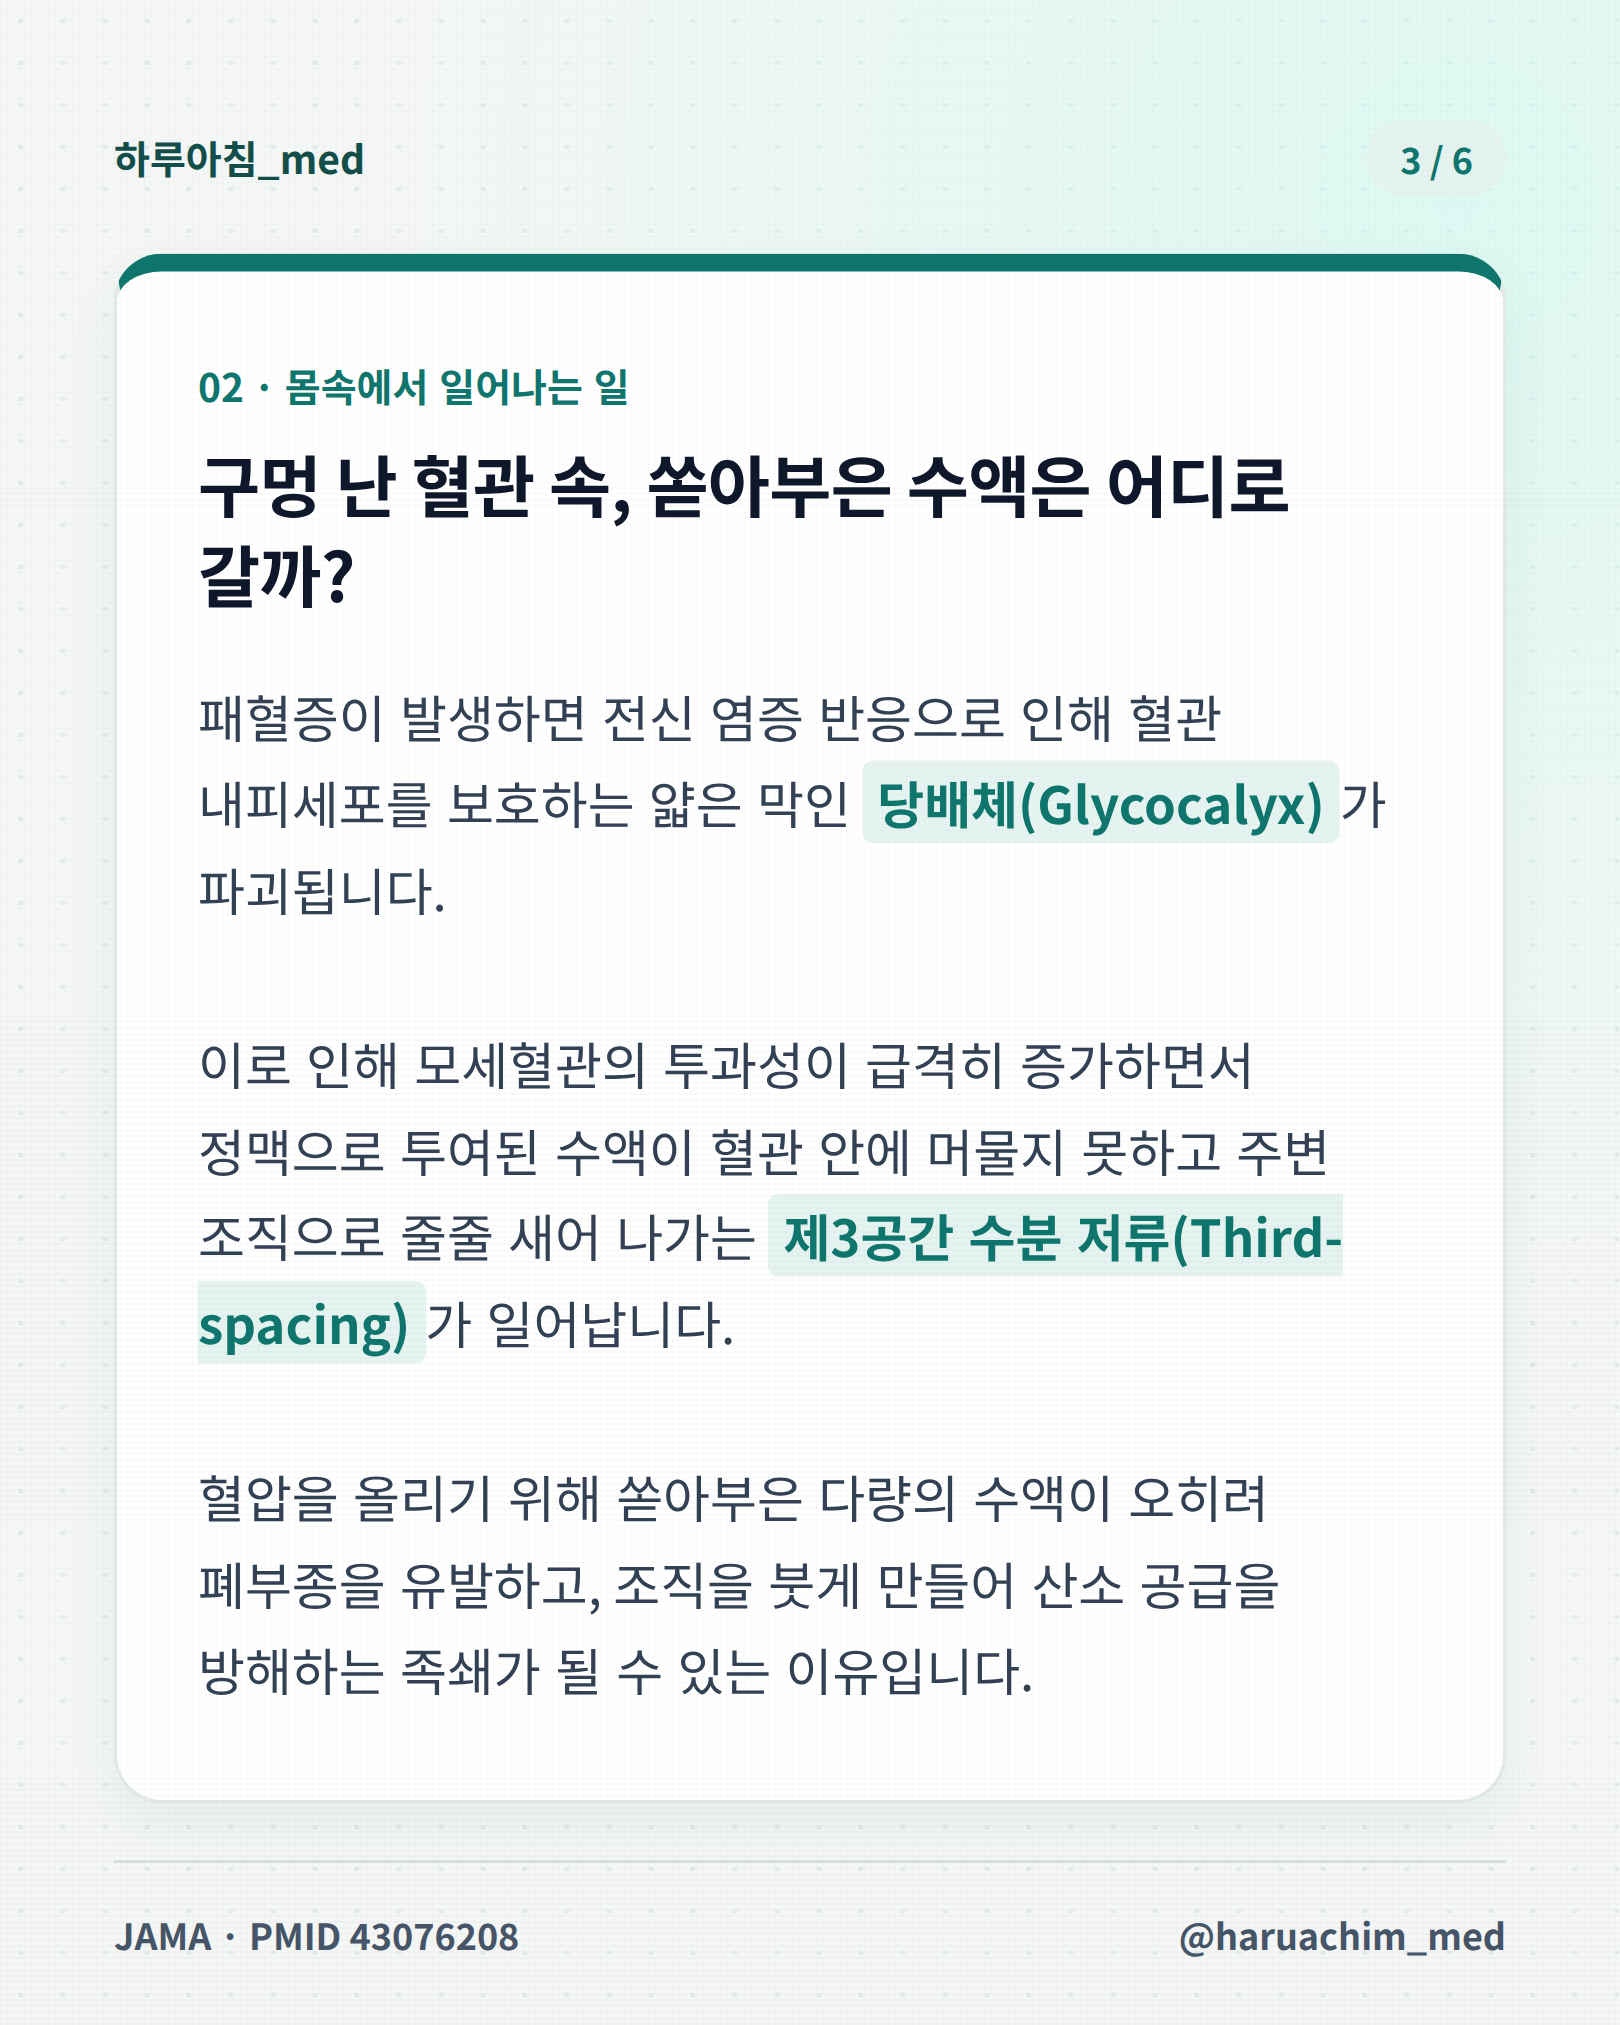 하루아침_med
3 / 6
02 · 몸속에서 일어나는 일
구멍 난 혈관 속, 쏟아부은 수액은 어디로
갈까?
패혈증이 발생하면 전신 염증 반응으로 인해 혈관
내피세포를 보호하는 얇은 막인 당배체(Glycocalyx)가
파괴됩니다.
이로 인해 모세혈관의 투과성이 급격히 증가하면서
정맥으로 투여된 수액이 혈관 안에 머물지 못하고 주변
조직으로 줄줄 새어 나가는 제3공간 수분 저류(Third-
spacing)가 일어납니다.
혈압을 올리기 위해 쏟아부은 다량의 수액이 오히려
폐부종을 유발하고, 조직을 붓게 만들어 산소 공급을
방해하는 족쇄가 될 수 있는 이유입니다.
JAMA · PMID 43076208
@haruachim_med